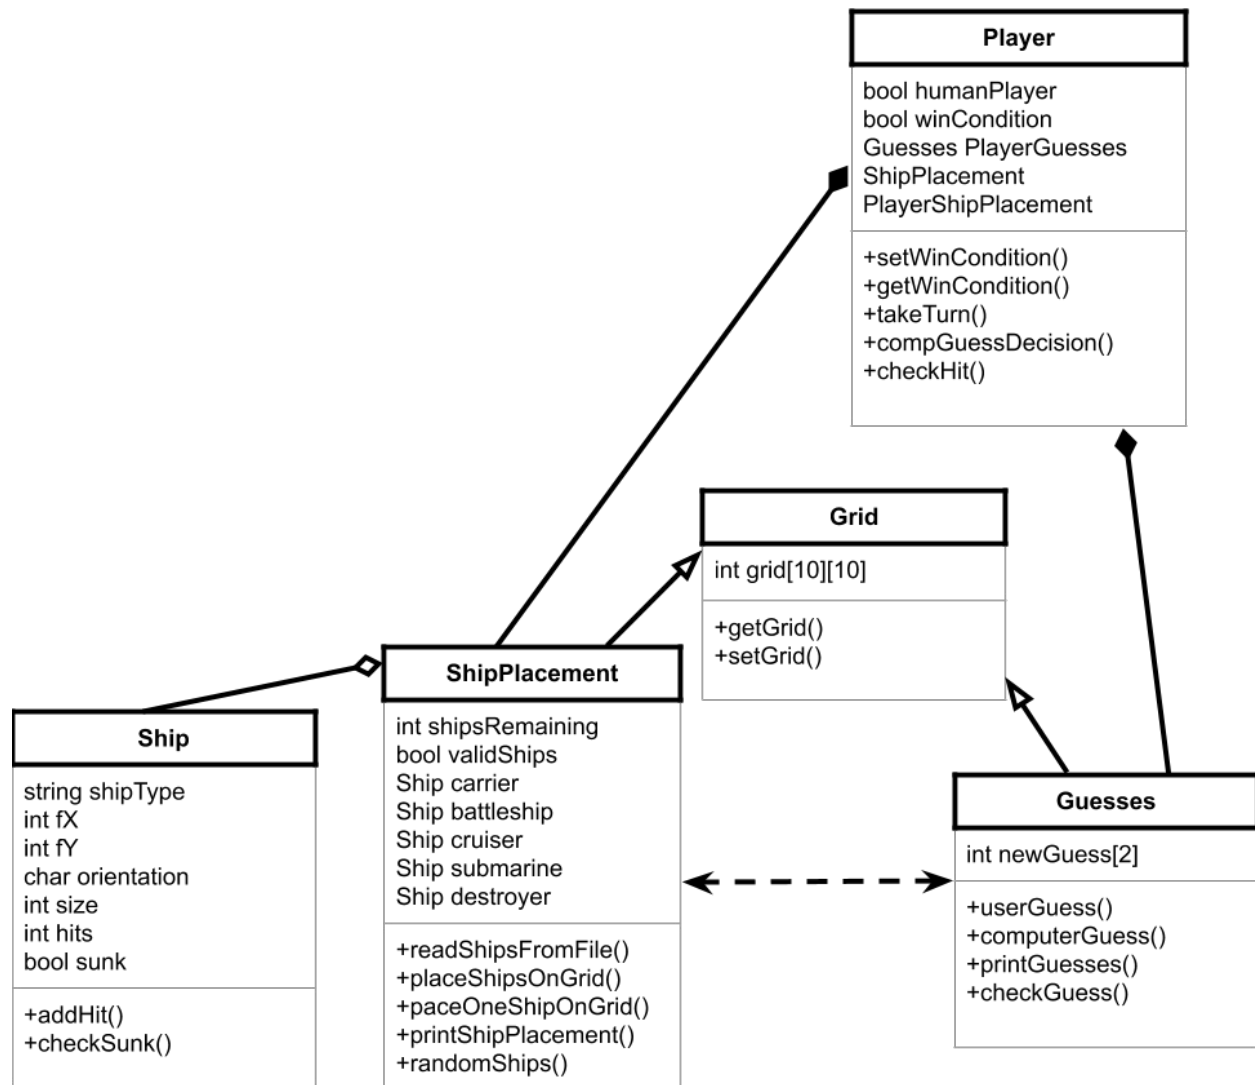 Player
bool humanPlayer
bool winCondition
Guesses PlayerGuesses
ShipPlacement
PlayerShipPlacement
+setWinCondition()
+getWinCondition()
+takeTurn()
+compGuessDecision()
+checkHit()
Grid
int grid[10][10]
+getGrid()
+setGrid()
ShipPlacement
int shipsRemaining
bool validShips
Ship carrier
Ship battleship
Ship cruiser
Ship submarine
Ship destroyer
+readShipsFromFile()
+placeShipsOnGrid()
+paceOneShipOnGrid()
+printShipPlacement()
+randomShips()
Ship
string shipType
int fX
int fY
char orientation
int size
int hits
bool sunk
+addHit()
+checkSunk()
Guesses
int newGuess[2]
+userGuess()
+computerGuess()
+printGuesses()
+checkGuess()